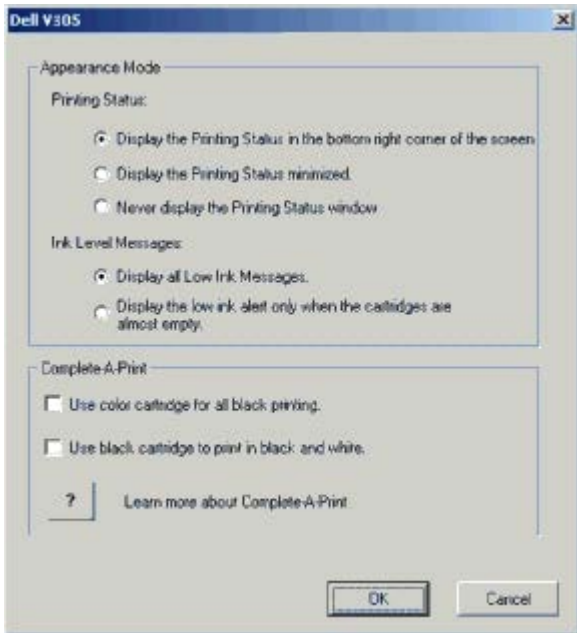 Dell V305
Appearance Mode
Printing Status:
Display the Printing Status in the bottom right corner of the screen
Display the Printing Status minimized.
Never display the Printing Status window
Ink Level Messages:
Display all Low Ink Messages.
Display the low ink alert only when the cartridges are
almost empty.
Complete-A-Print
Use color cartridge for all black printing.
Use black cartridge to print in black and white.
?
Learn more about Complete-A-Print
OK
Cancel